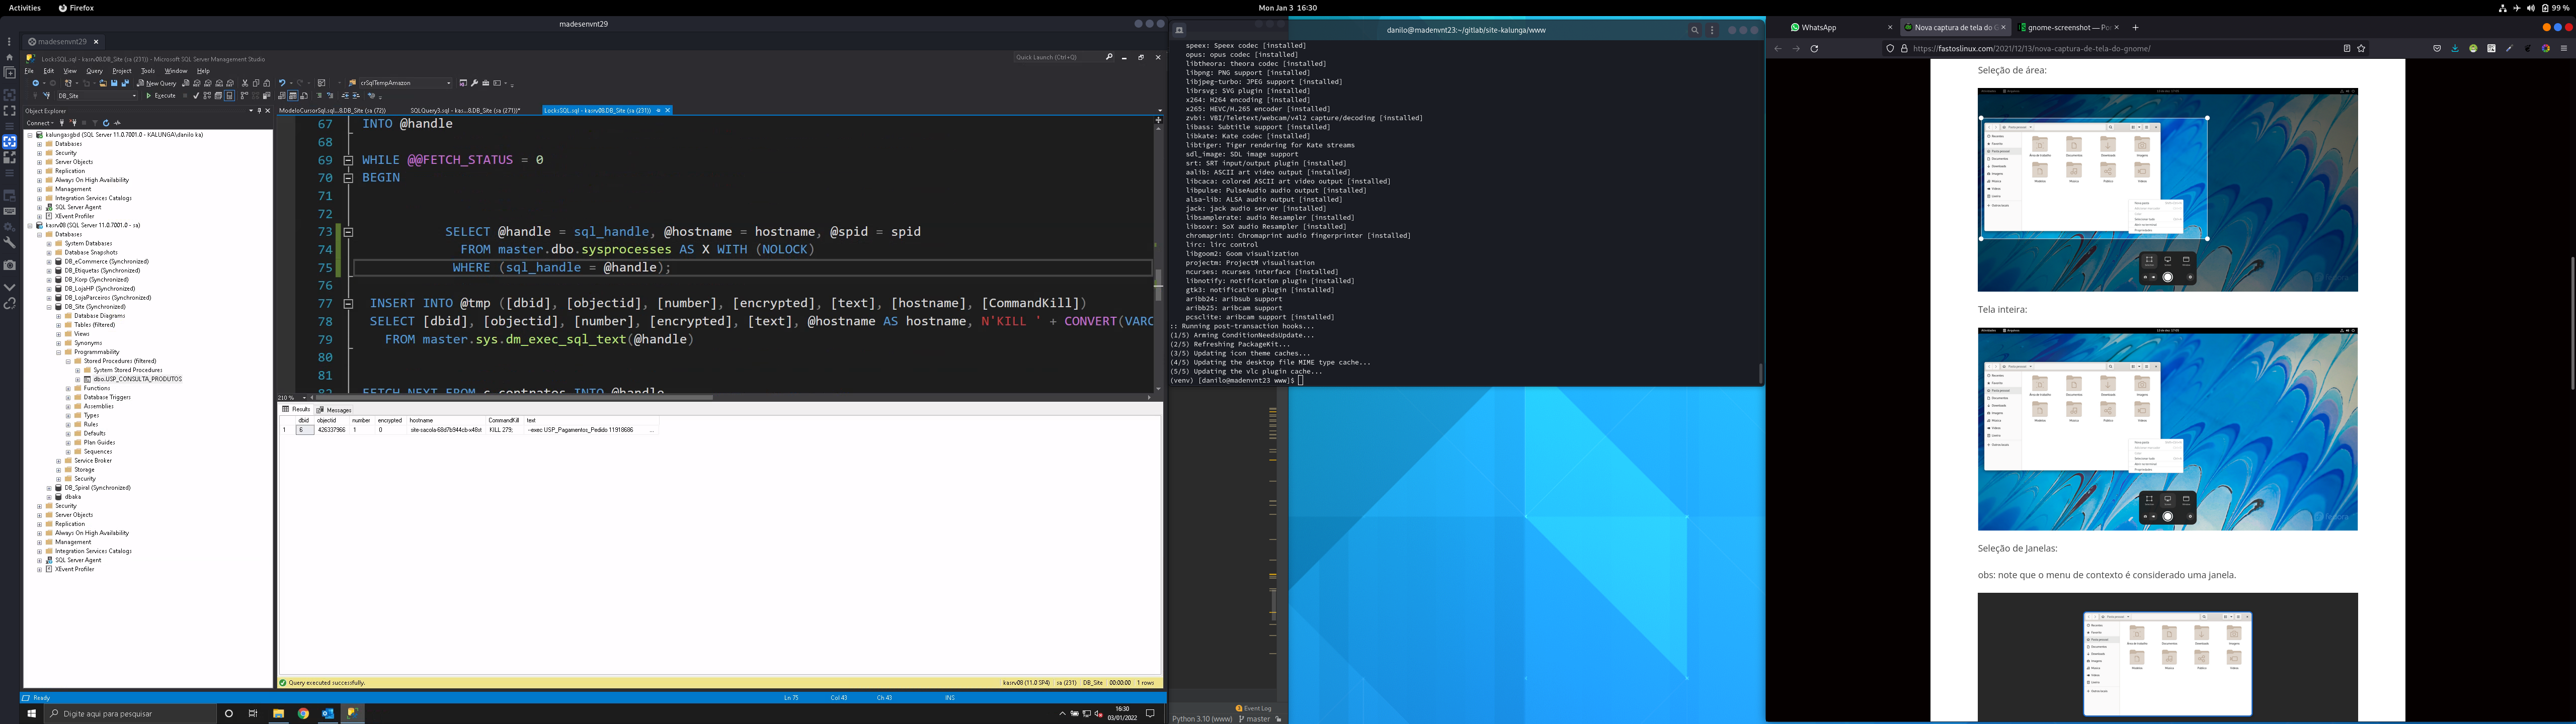 Activities
Firefox
Mon Jan 3 16:30
99 %
madesenvnt29
madesenvnt29
LocksSQL.sql - kasrv08.DB_Site (sa (231)) - Microsoft SQL Server Management Studio
Quick Launch (Ctrl+Q)
File Edit View Query Project Tools Window Help
New Query
crSqlTempAmazon
DB_Site
Execute
Object Explorer
Connect
kalungasgbd (SQL Server 11.0.7001.0 - KALUNGA\danilo ka)
Databases
Security
Server Objects
Replication
Always On High Availability
Management
Integration Services Catalogs
SQL Server Agent
XEvent Profiler
kasrv08 (SQL Server 11.0.7001.0 - sa)
Databases
System Databases
Database Snapshots
DB_eCommerce (Synchronized)
DB_Etiquetas (Synchronized)
DB_Korp (Synchronized)
DB_LojaHP (Synchronized)
DB_LojaParceiros (Synchronized)
DB_Site (Synchronized)
Database Diagrams
Tables (filtered)
Views
Synonyms
Programmability
Stored Procedures (filtered)
System Stored Procedures
dbo.USP_CONSULTA_PRODUTOS
Functions
Database Triggers
Assemblies
Types
Rules
Defaults
Plan Guides
Sequences
Service Broker
Storage
Security
DB_Spiral (Synchronized)
dbaka
Security
Server Objects
Replication
Always On High Availability
Management
Integration Services Catalogs
SQL Server Agent
XEvent Profiler
ModeloCursorSql.sql...8.DB_Site (sa (72))
SQLQuery3.sql - kas...8.DB_Site (sa (231))*
LocksSQL.sql - kasrv08.DB_Site (sa (231))
67 INTO @handle
68
69 WHILE @@FETCH_STATUS = 0
70 BEGIN
71
72
73 SELECT @handle = sql_handle, @hostname = hostname, @spid = spid
74 FROM master.dbo.sysprocesses AS X WITH (NOLOCK)
75 WHERE (sql_handle = @handle);
76
77 INSERT INTO @tmp ([dbid], [objectid], [number], [encrypted], [text], [hostname], [CommandKill])
78 SELECT [dbid], [objectid], [number], [encrypted], [text], @hostname AS hostname, N'KILL ' + CONVERT(VARC
79 FROM master.sys.dm_exec_sql_text(@handle)
80
81
210 %
Results Messages
dbid objectid number encrypted hostname CommandKill text
1 6 426337966 1 0 site-sacola-68d7b944cb-x48st KILL 279; --exec USP_Pagamentos_Pedido 11918686 ...
Query executed successfully.
kasrv08 (11.0 SP4) sa (231) DB_Site 00:00:00 1 rows
Ready
Ln 75 Col 43 Ch 43 INS
Digite aqui para pesquisar
16:30
03/01/2022
danilo@madenvnt23:~/gitlab/site-kalunga/www
speex: Speex codec [installed]
opus: opus codec [installed]
libtheora: theora codec [installed]
libpng: PNG support [installed]
libjpeg-turbo: JPEG support [installed]
librsvg: SVG plugin [installed]
x264: H264 encoding [installed]
x265: HEVC/H.265 encoder [installed]
zvbi: VBI/Teletext/webcam/v4l2 capture/decoding [installed]
libass: Subtitle support [installed]
libkate: Kate codec [installed]
libtiger: Tiger rendering for Kate streams
sdl_image: SDL image support
srt: SRT input/output plugin [installed]
aalib: ASCII art video output [installed]
libcaca: colored ASCII art video output [installed]
libpulse: PulseAudio audio output [installed]
alsa-lib: ALSA audio output [installed]
jack: jack audio server [installed]
libsamplerate: audio Resampler [installed]
libsoxr: SoX audio Resampler [installed]
chromaprint: Chromaprint audio fingerprinter [installed]
lirc: lirc control
libgoom2: Goom visualization
projectm: ProjectM visualisation
ncurses: ncurses interface [installed]
libnotify: notification plugin [installed]
gtk3: notification plugin [installed]
aribb24: aribsub support
aribb25: aribcam support
pcsclite: aribcam support [installed]
:: Running post-transaction hooks...
(1/5) Arming ConditionNeedsUpdate...
(2/5) Refreshing PackageKit...
(3/5) Updating icon theme caches...
(4/5) Updating the desktop file MIME type cache...
(5/5) Updating the vlc plugin cache...
(venv) [danilo@madenvnt23 www]$
Event Log
Python 3.10 (www) master
WhatsApp
Nova captura de tela do G
gnome-screenshot — Por
https://fastoslinux.com/2021/12/13/nova-captura-de-tela-do-gnome/
Seleção de área:
Tela inteira:
Seleção de Janelas:
obs: note que o menu de contexto é considerado uma janela.